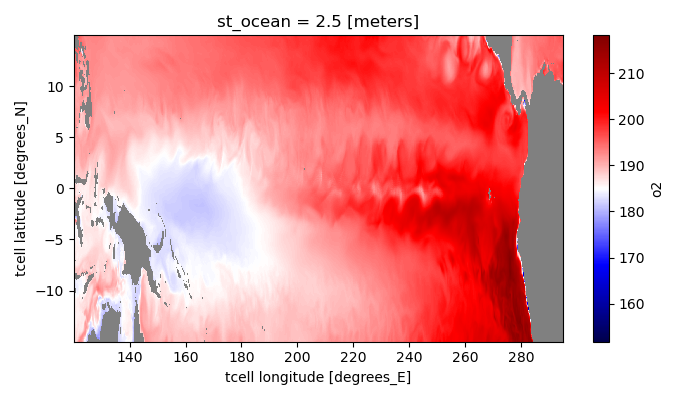 st_ocean = 2.5 [meters]
10
5
0
−5
−10
tcell latitude [degrees_N]
140 160 180 200 220 240 260 280
tcell longitude [degrees_E]
210
200
190
180
170
160
o2